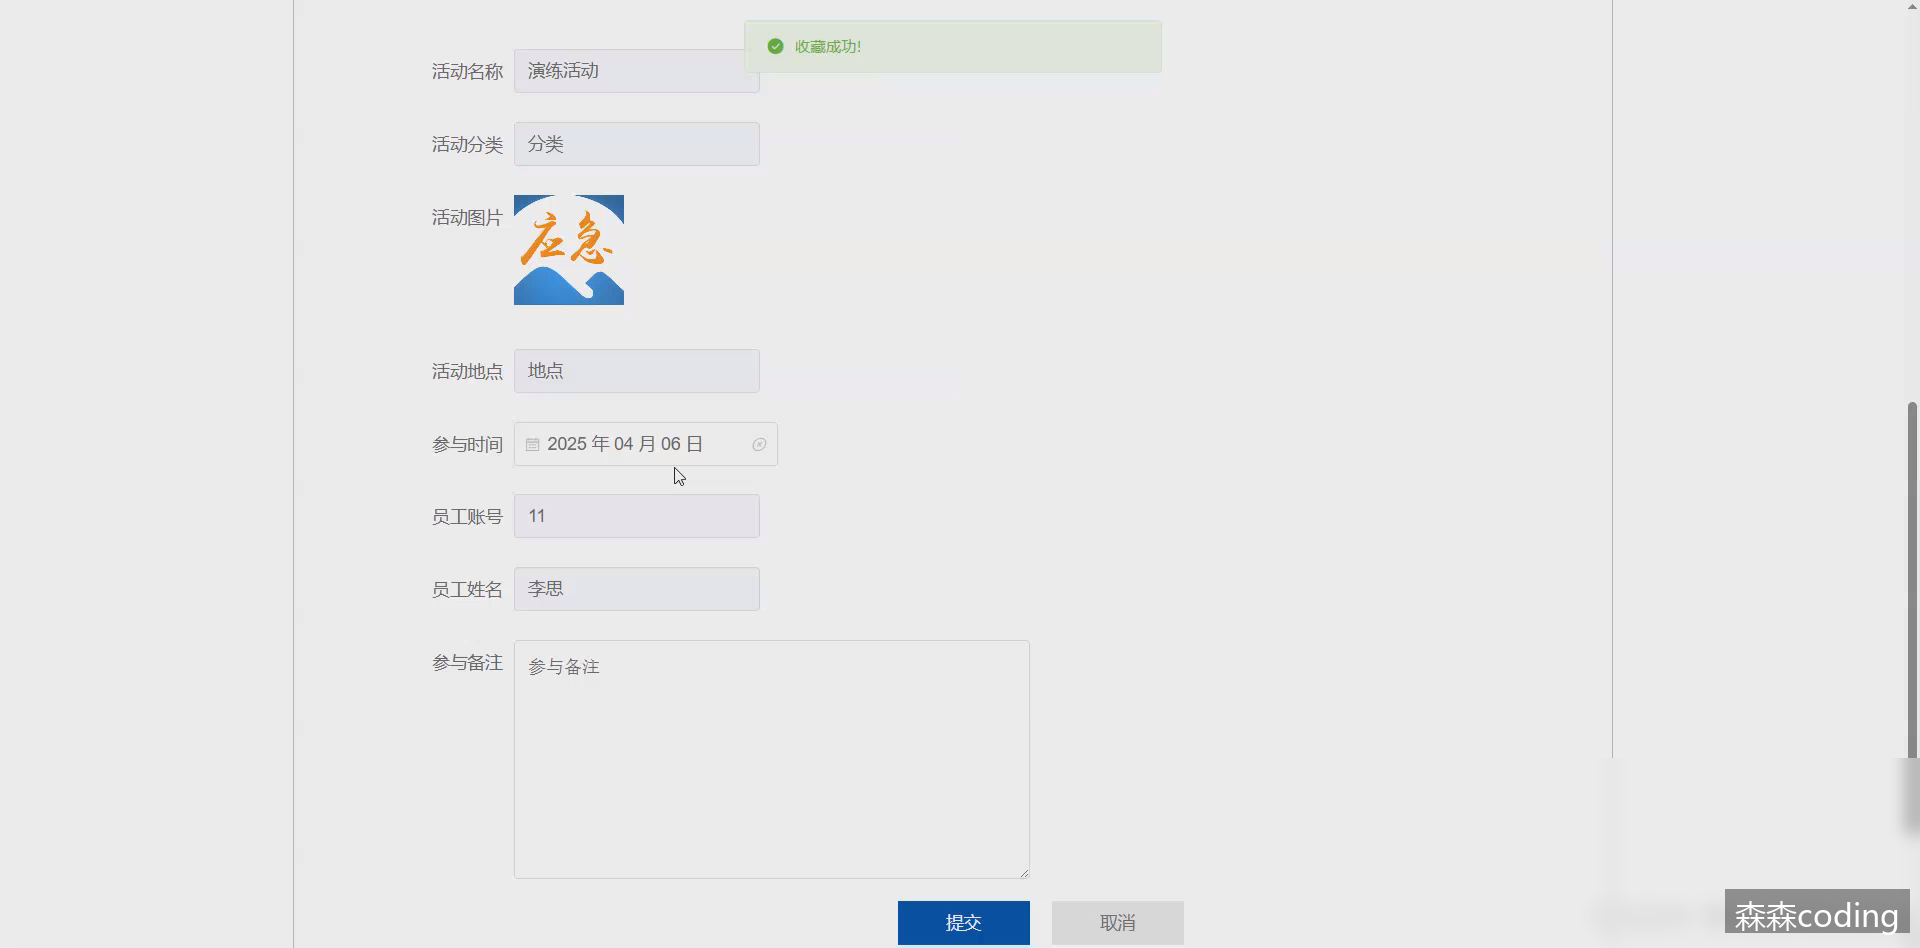 收藏成功!
活动名称 演练活动
活动分类 分类
活动图片 应急
活动地点 地点
参与时间 2025 年 04 月 06 日
员工账号 11
员工姓名 李思
参与备注 参与备注
提交 取消
森森coding